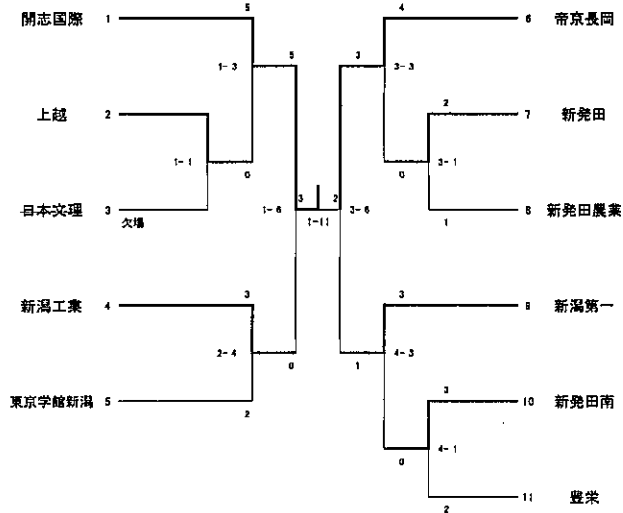 開志国際 1
5
1-3
上越 2
1-1
0
日本文理 3
欠場
5
1-6
新潟工業 4
3
2-4
0
東京学館新潟 5
2
3
2
1-11
4
6 帝京長岡
3
3-3
2
7 新発田
3-1
0
8 新発田農業
1
3-6
3
9 新潟第一
4-3
1
3
10 新発田南
4-1
0
11 豊栄
2